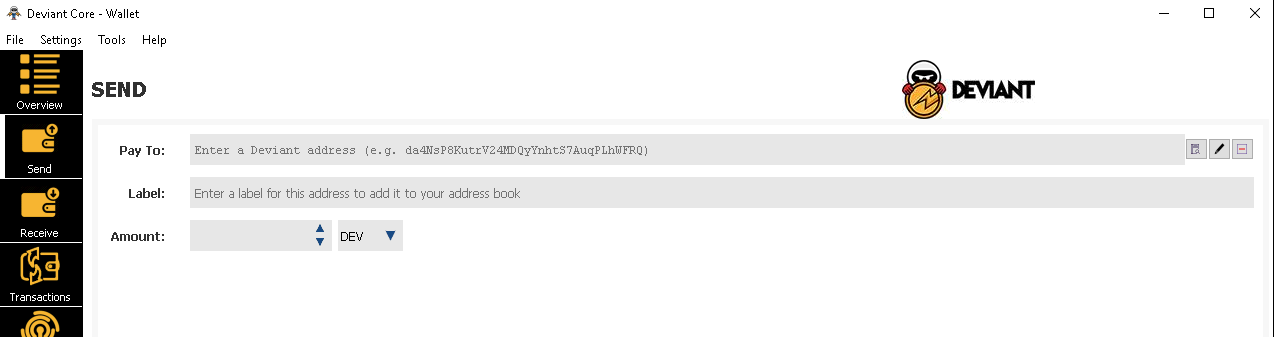 Deviant Core - Wallet
File Settings Tools Help
Overview
Send
Receive
Transactions
SEND
DEVIANT
Pay To: Enter a Deviant address (e.g. da4NsP8KutrV24MDQyYnhtS7AuqPLhWFRQ)
Label: Enter a label for this address to add it to your address book
Amount: DEV